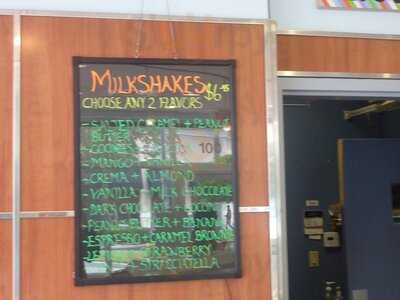 MILKSHAKES $6.45
CHOOSE ANY 2 FLAVORS
- SALTED CARAMEL + PEANUT
BUTTER
- COOKIES
100
- MANGO +
- CREMA + ALMOND
- VANILLA + MILK CHOCOLATE
- DARK CHOCOLATE + COCONUT
- PEANUT BUTTER + BANANA
- ESPRESSO + CARAMEL BROWNIE
STRAWBERRY
+ STRACCIATELLA